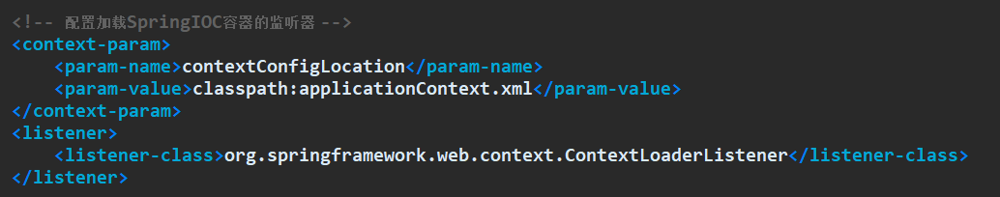 <!-- 配置加载SpringIOC容器的监听器 -->
<context-param>
    <param-name>contextConfigLocation</param-name>
    <param-value>classpath:applicationContext.xml</param-value>
</context-param>
<listener>
    <listener-class>org.springframework.web.context.ContextLoaderListener</listener-class>
</listener>